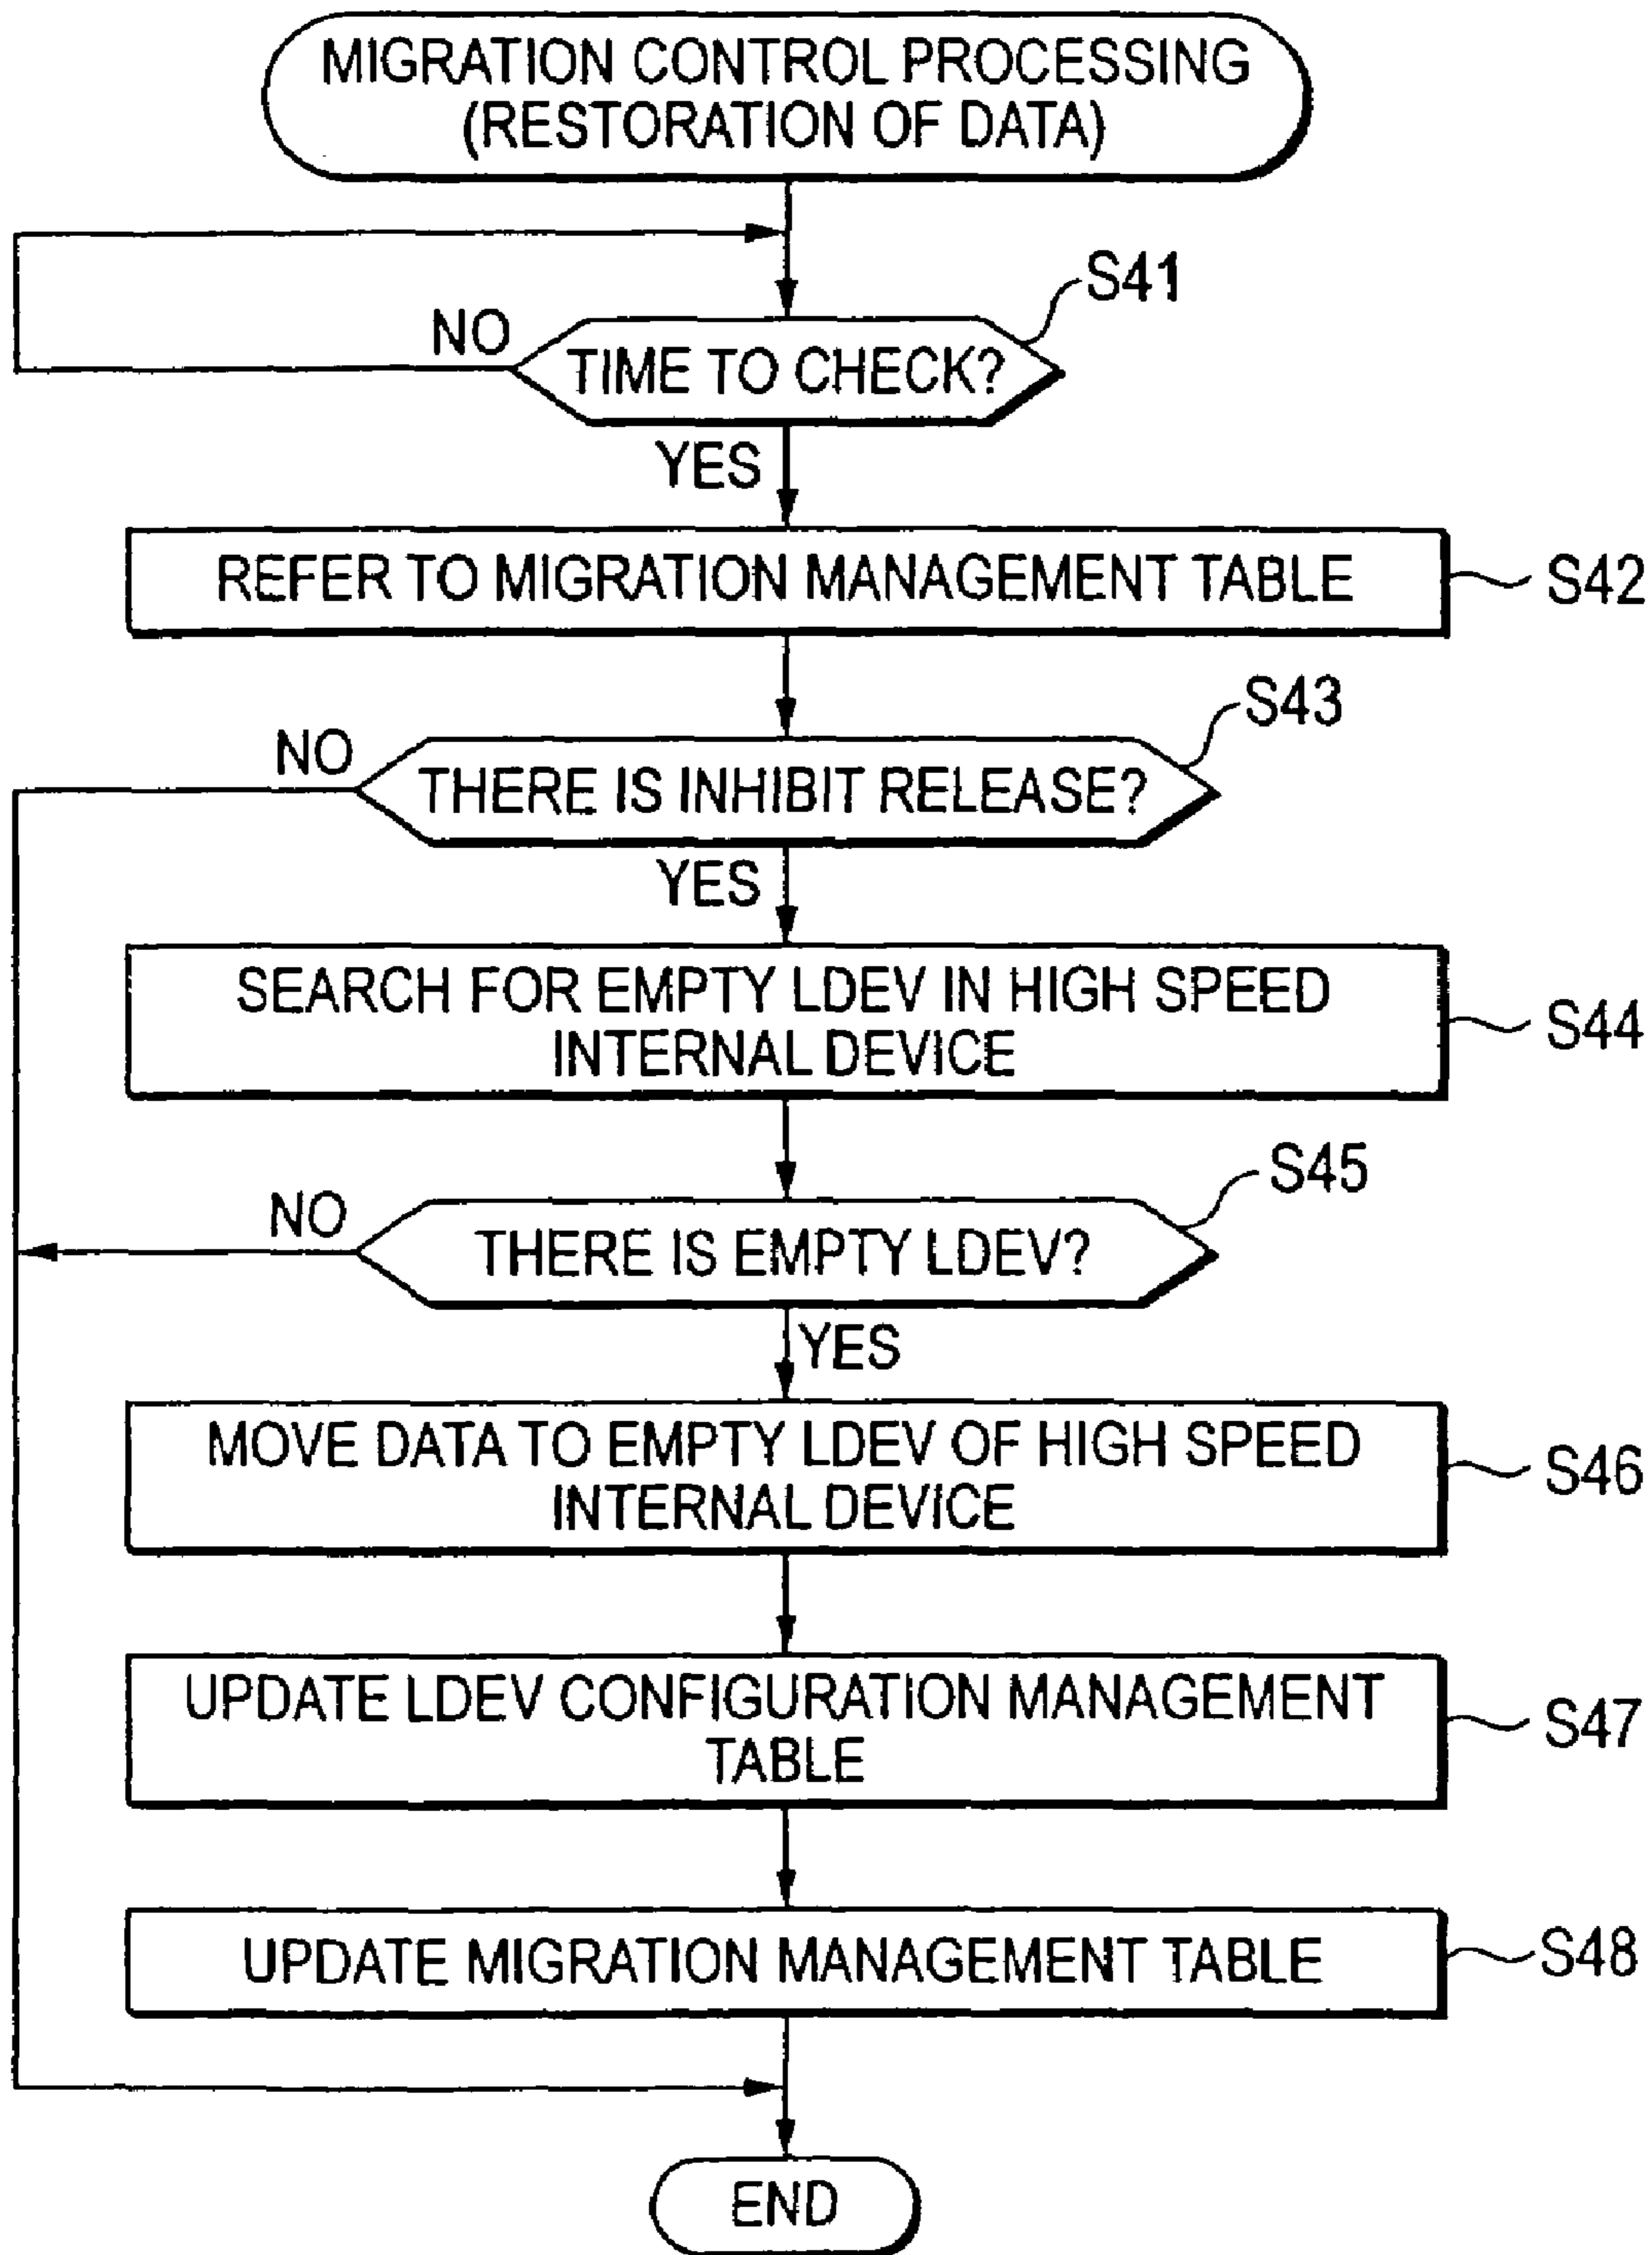 MIGRATION CONTROL PROCESSING
(RESTORATION OF DATA)
S41
NO
TIME TO CHECK?
YES
REFER TO MIGRATION MANAGEMENT TABLE
S42
S43
NO
THERE IS INHIBIT RELEASE?
YES
SEARCH FOR EMPTY LDEV IN HIGH SPEED
INTERNAL DEVICE
S44
S45
NO
THERE IS EMPTY LDEV?
YES
MOVE DATA TO EMPTY LDEV OF HIGH SPEED
INTERNAL DEVICE
S46
UPDATE LDEV CONFIGURATION MANAGEMENT
TABLE
S47
UPDATE MIGRATION MANAGEMENT TABLE
S48
END